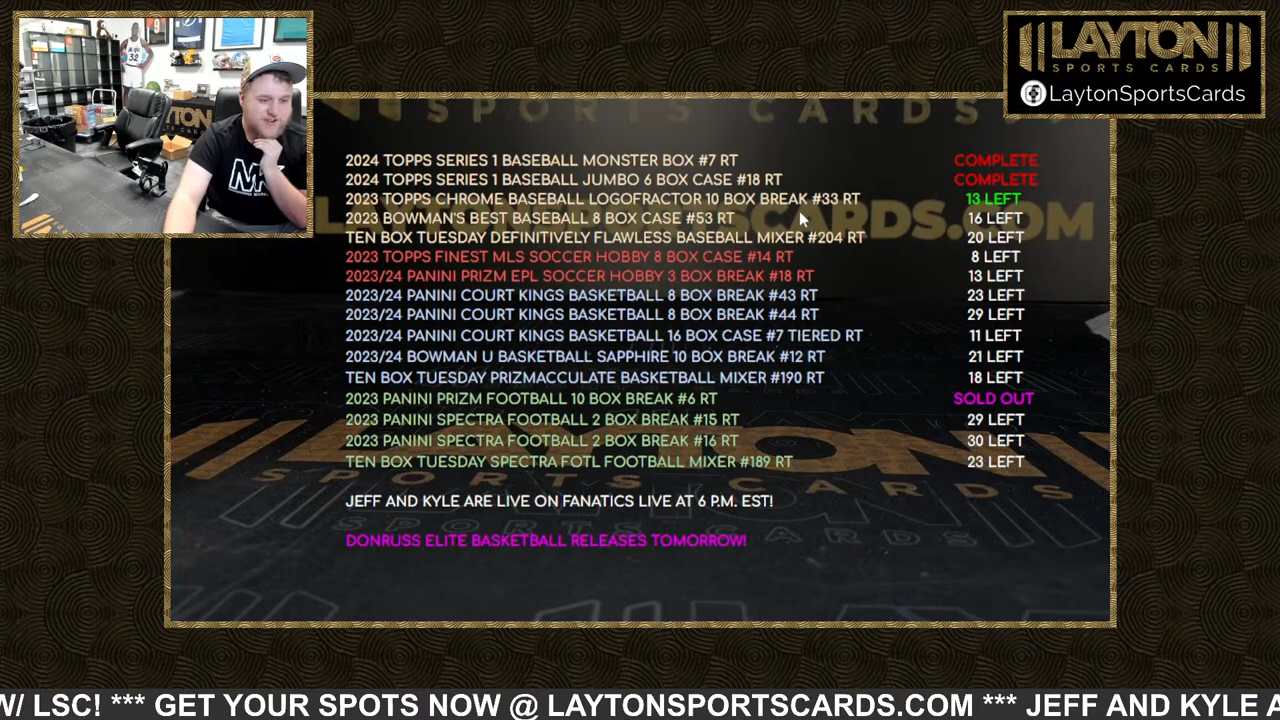 LAYTON
SPORTS CARDS
LaytonSportsCards
SPORTS CARDS
2024 TOPPS SERIES 1 BASEBALL MONSTER BOX #7 RT COMPLETE
2024 TOPPS SERIES 1 BASEBALL JUMBO 6 BOX CASE #18 RT COMPLETE
2023 TOPPS CHROME BASEBALL LOGOFRACTOR 10 BOX BREAK #33 RT 13 LEFT
2023 BOWMAN'S BEST BASEBALL 8 BOX CASE #53 RT 16 LEFT
TEN BOX TUESDAY DEFINITIVELY FLAWLESS BASEBALL MIXER #204 RT 20 LEFT
2023 TOPPS FINEST MLS SOCCER HOBBY 8 BOX CASE #14 RT 8 LEFT
2023/24 PANINI PRIZM EPL SOCCER HOBBY 3 BOX BREAK #18 RT 13 LEFT
2023/24 PANINI COURT KINGS BASKETBALL 8 BOX BREAK #43 RT 23 LEFT
2023/24 PANINI COURT KINGS BASKETBALL 8 BOX BREAK #44 RT 29 LEFT
2023/24 PANINI COURT KINGS BASKETBALL 16 BOX CASE #7 TIERED RT 11 LEFT
2023/24 BOWMAN U BASKETBALL SAPPHIRE 10 BOX BREAK #12 RT 21 LEFT
TEN BOX TUESDAY PRIZMACCULATE BASKETBALL MIXER #190 RT 18 LEFT
2023 PANINI PRIZM FOOTBALL 10 BOX BREAK #6 RT SOLD OUT
2023 PANINI SPECTRA FOOTBALL 2 BOX BREAK #15 RT 29 LEFT
2023 PANINI SPECTRA FOOTBALL 2 BOX BREAK #16 RT 30 LEFT
TEN BOX TUESDAY SPECTRA FOTL FOOTBALL MIXER #189 RT 23 LEFT
LAYTON
SPORTS CARDS
JEFF AND KYLE ARE LIVE ON FANATICS LIVE AT 6 P.M. EST!
DONRUSS ELITE BASKETBALL RELEASES TOMORROW!
W/ LSC! *** GET YOUR SPOTS NOW @ LAYTONSPORTSCARDS.COM *** JEFF AND KYLE A